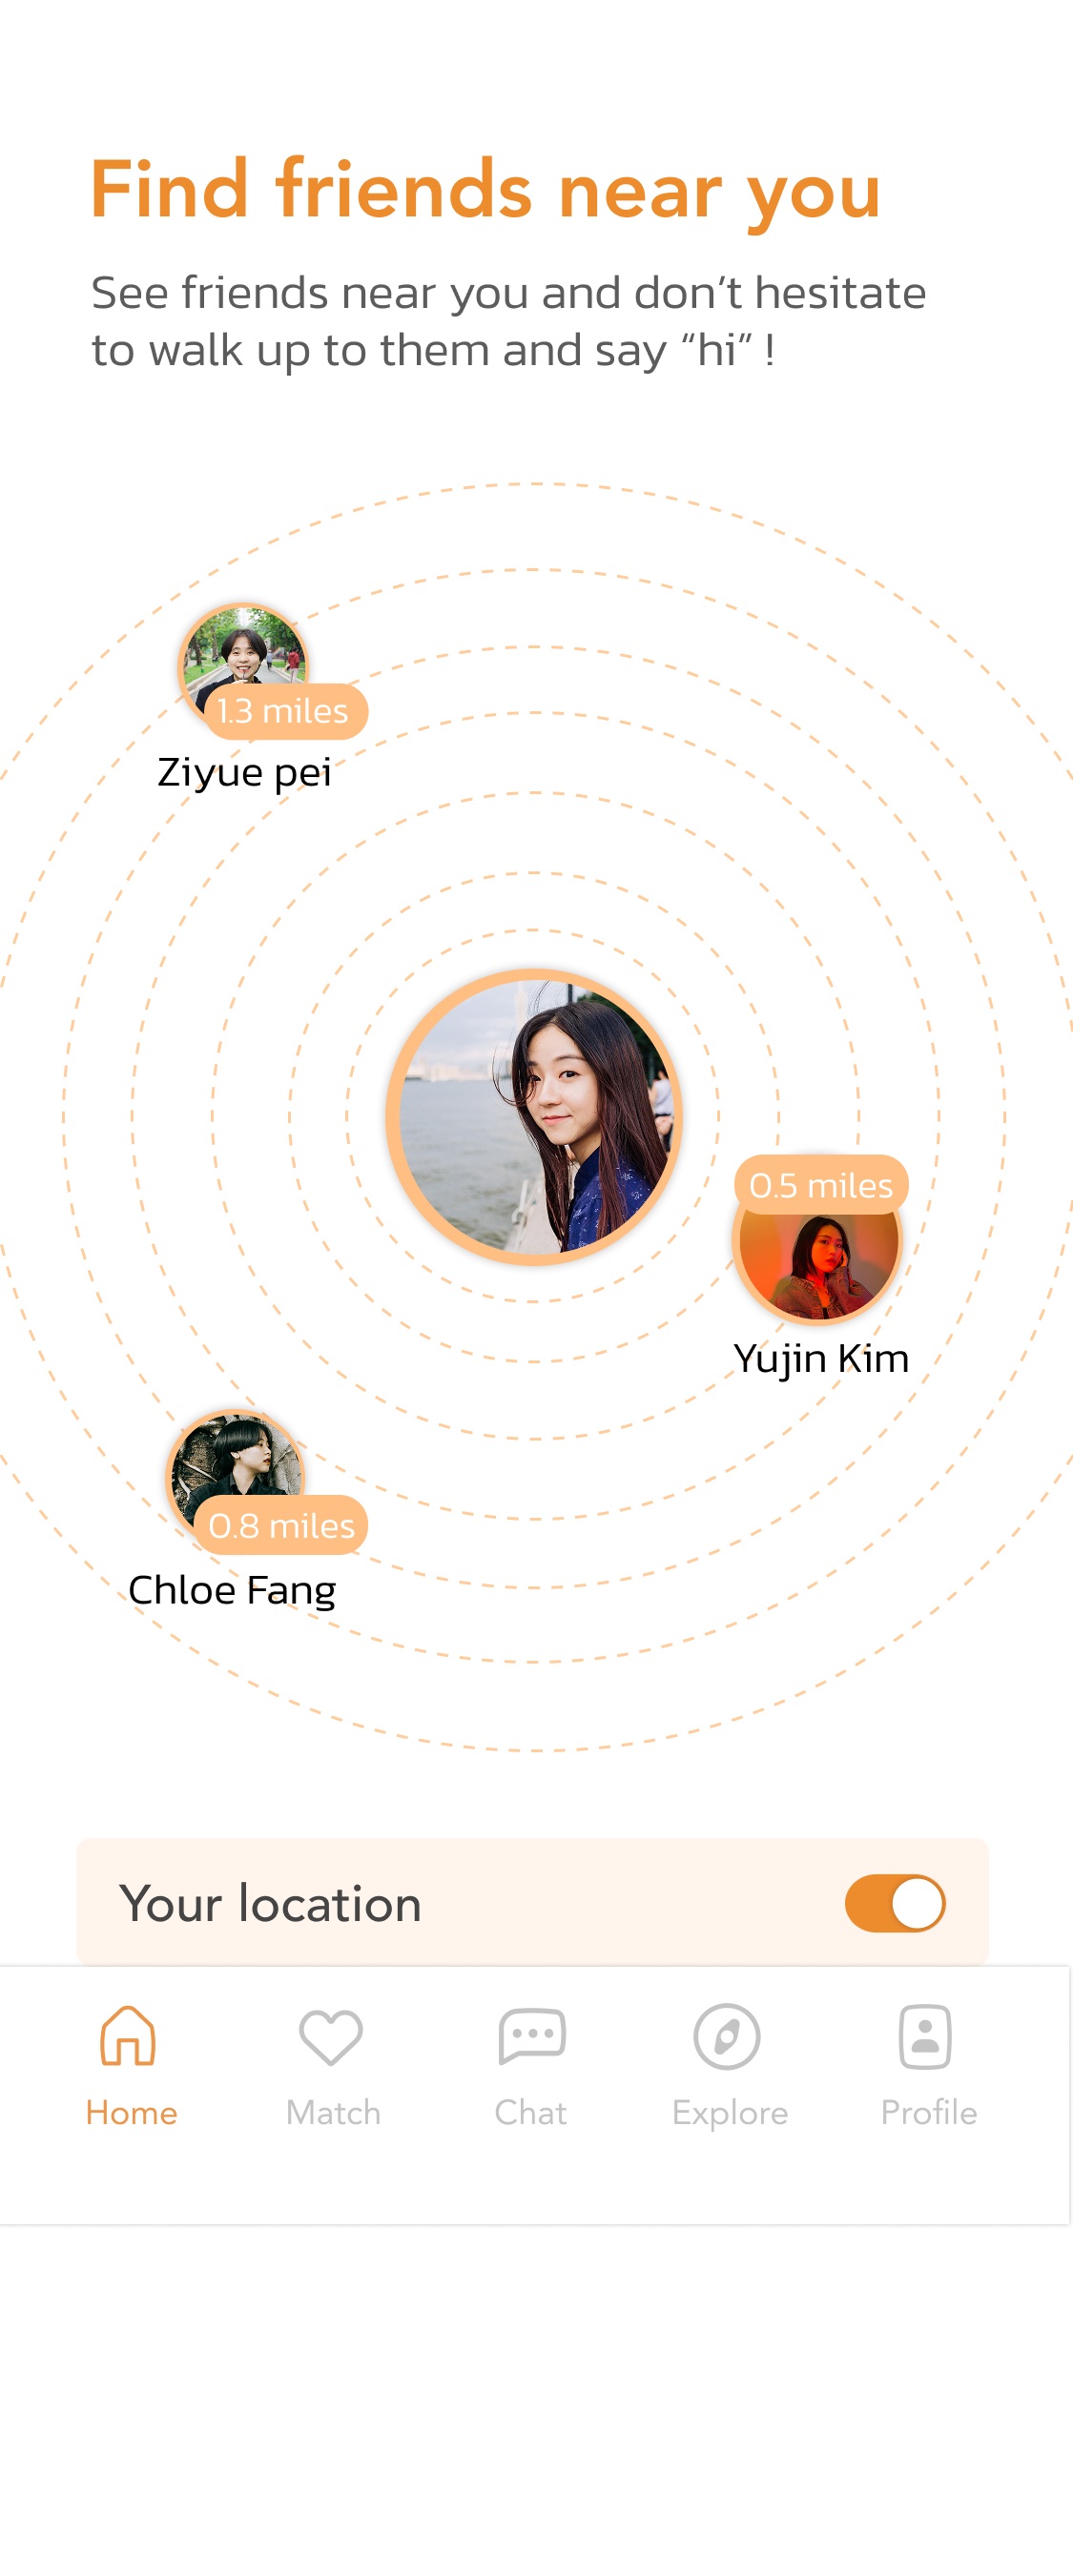 Find friends near you
See friends near you and don’t hesitate
to walk up to them and say “hi” !
1.3 miles
Ziyue pei
0.5 miles
Yujin Kim
0.8 miles
Chloe Fang
Your location
Home
Match
Chat
Explore
Profile